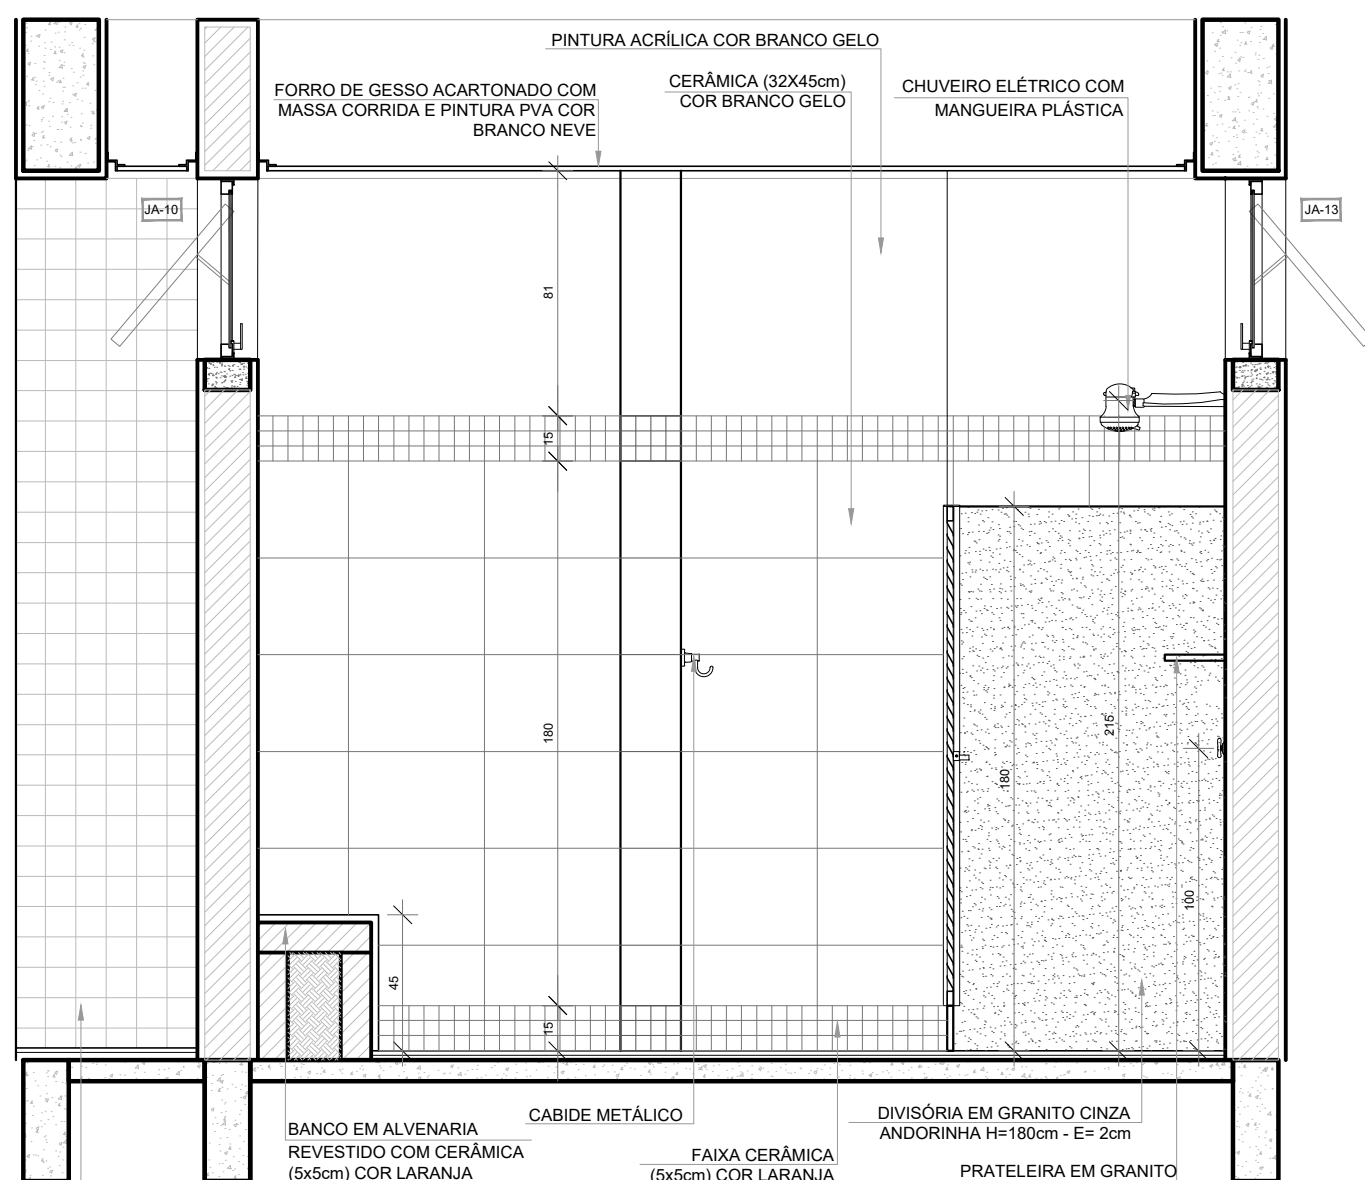 PINTURA ACRÍLICA COR BRANCO GELO
FORRO DE GESSO ACARTONADO COM
MASSA CORRIDA E PINTURA PVA COR
BRANCO NEVE
CERÂMICA (32X45cm)
COR BRANCO GELO
CHUVEIRO ELÉTRICO COM
MANGUEIRA PLÁSTICA
JA-10
JA-13
81
15
180
215
180
100
45
15
BANCO EM ALVENARIA
REVESTIDO COM CERÂMICA
(5x5cm) COR LARANJA
CABIDE METÁLICO
FAIXA CERÂMICA
(5x5cm) COR LARANJA
DIVISÓRIA EM GRANITO CINZA
ANDORINHA H=180cm - E= 2cm
PRATELEIRA EM GRANITO